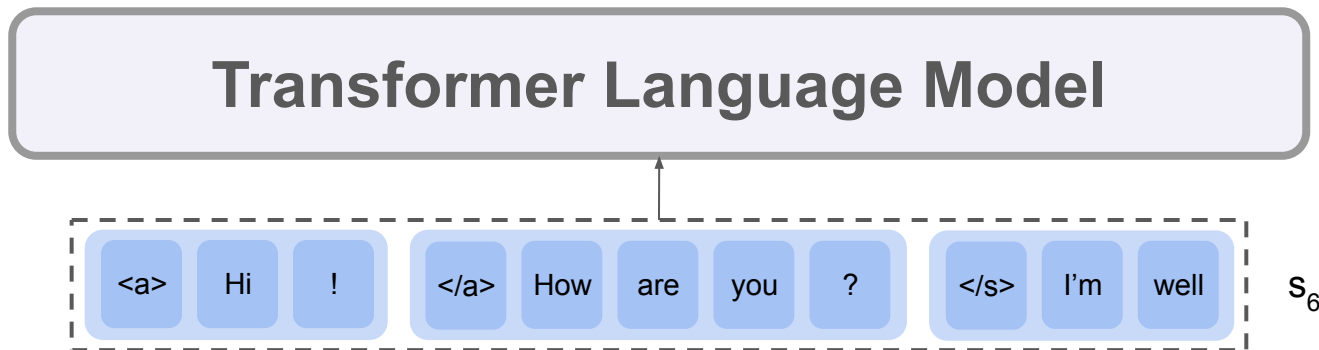 Transformer Language Model
<a> Hi ! </a> How are you ? </s> I'm well s6